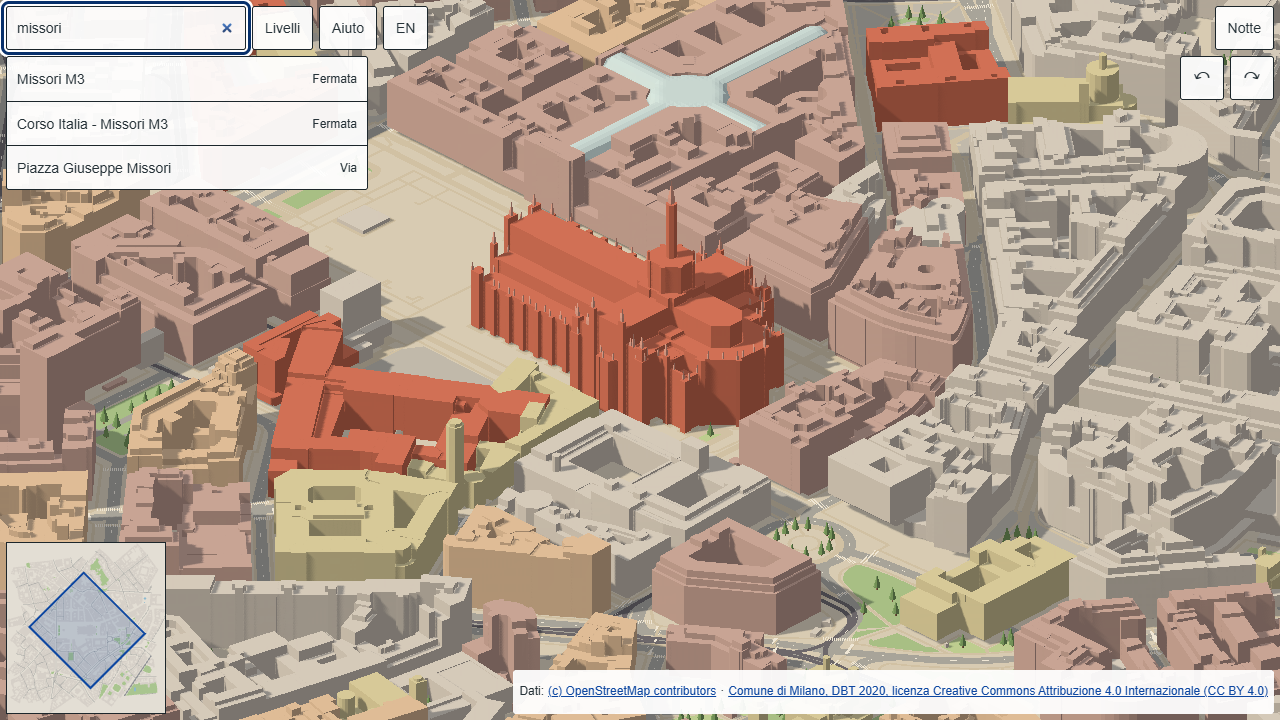 missori × Livelli Aiuto EN Notte
Missori M3 Fermata
Corso Italia - Missori M3 Fermata
Piazza Giuseppe Missori Via
Dati: (c) OpenStreetMap contributors · Comune di Milano, DBT 2020, licenza Creative Commons Attribuzione 4.0 Internazionale (CC BY 4.0)